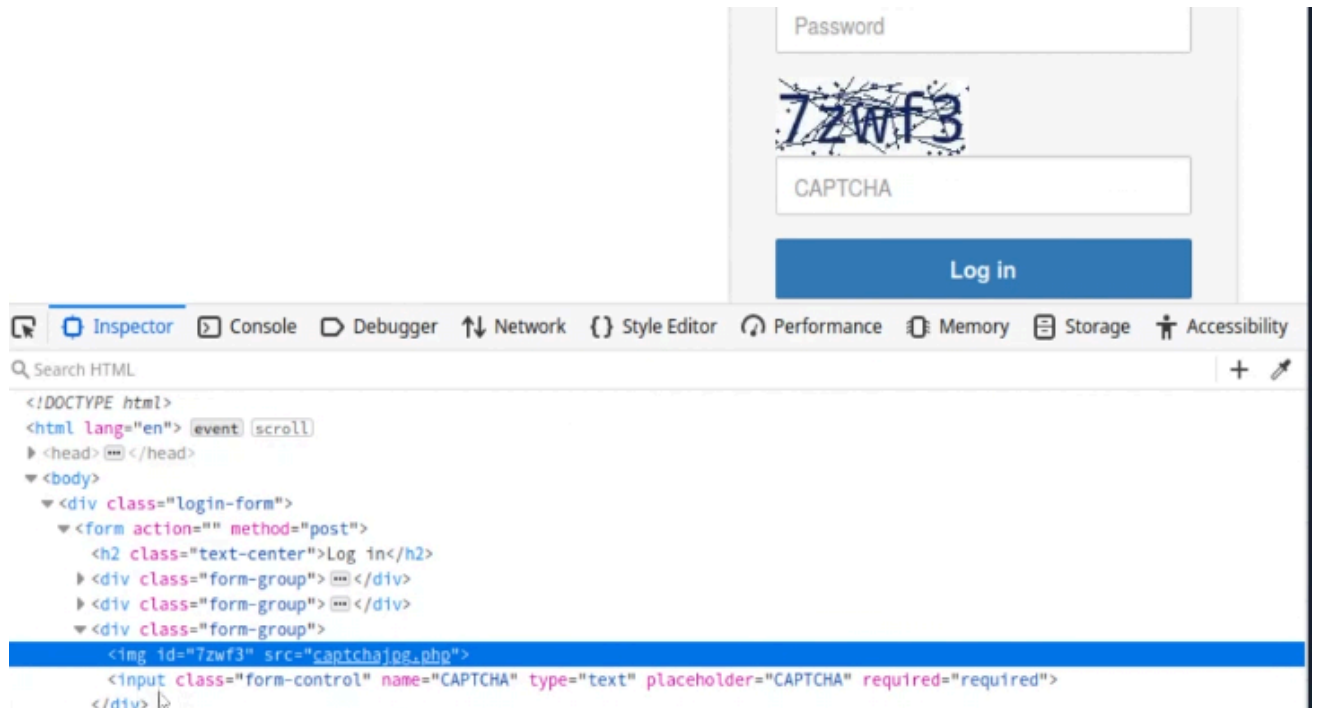 Password
7zwf3
CAPTCHA
Log in
Inspector Console Debugger Network {} Style Editor Performance Memory Storage Accessibility
Search HTML
<!DOCTYPE html>
<html lang="en"> event scroll
<head> ••• </head>
<body>
<div class="login-form">
<form action="" method="post">
<h2 class="text-center">Log in</h2>
<div class="form-group"> ••• </div>
<div class="form-group"> ••• </div>
<div class="form-group">
<img id="7zwf3" src="captchajpg.php">
<input class="form-control" name="CAPTCHA" type="text" placeholder="CAPTCHA" required="required">
</div>